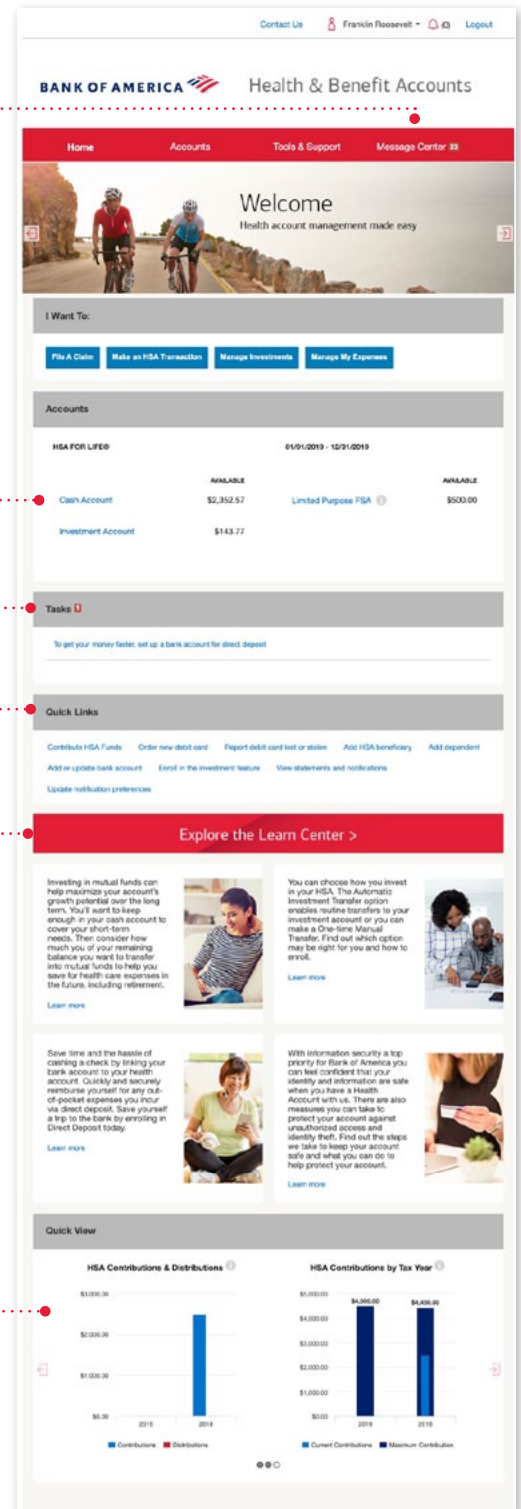 Contact Us Franklin Roosevelt (0) Logout
BANK OF AMERICA Health & Benefit Accounts
Home Accounts Tools & Support Message Center 23
Welcome
Health account management made easy
I Want To:
File A Claim Make an HSA Transaction Manage Investments Manage My Expenses
Accounts
HSA FOR LIFE® 01/01/2019 - 12/31/2019
AVAILABLE AVAILABLE
Cash Account $2,352.57 Limited Purpose FSA $500.00
Investment Account $143.77
Tasks 1
To get your money faster, set up a bank account for direct deposit
Quick Links
Contribute HSA Funds Order new debit card Report debit card lost or stolen Add HSA beneficiary Add dependent
Add or update bank account Enroll in the investment feature View statements and notifications
Update notification preferences
Explore the Learn Center >
Investing in mutual funds can
help maximize your account's
growth potential over the long
term. You'll want to keep
enough in your cash account to
cover your short-term
needs. Then consider how
much you of your remaining
balance you want to transfer
into mutual funds to help you
save for health care expenses in
the future, including retirement.
Learn more
You can choose how you invest
in your HSA. The Automatic
Investment Transfer option
enables routine transfers to your
investment account or you can
make a One-time Manual
Transfer. Find out which option
may be right for you and how to
enroll.
Learn more
Save time and the hassle of
cashing a check by linking your
bank account to your health
account. Quickly and securely
reimburse yourself for any out-
of-pocket expenses you incur
via direct deposit. Save yourself
a trip to the bank by enrolling in
Direct Deposit today.
Learn more
With information security a top
priority for Bank of America you
can feel confident that your
identity and information are safe
when you have a Health
Account with us. There are also
measures you can take to
protect your account against
unauthorized access and
identity theft. Find out the steps
we take to keep your account
safe and what you can do to
help protect your account.
Learn more
Quick View
HSA Contributions & Distributions
$3,000.00
$2,000.00
$1,000.00
$0.00
2019 2018
Contributions Distributions
HSA Contributions by Tax Year
$5,000.00
$4,000.00
$3,000.00
$2,000.00
$1,000.00
$0.00
$4,500.00
2019 2018
Current Contributions Maximum Contribution